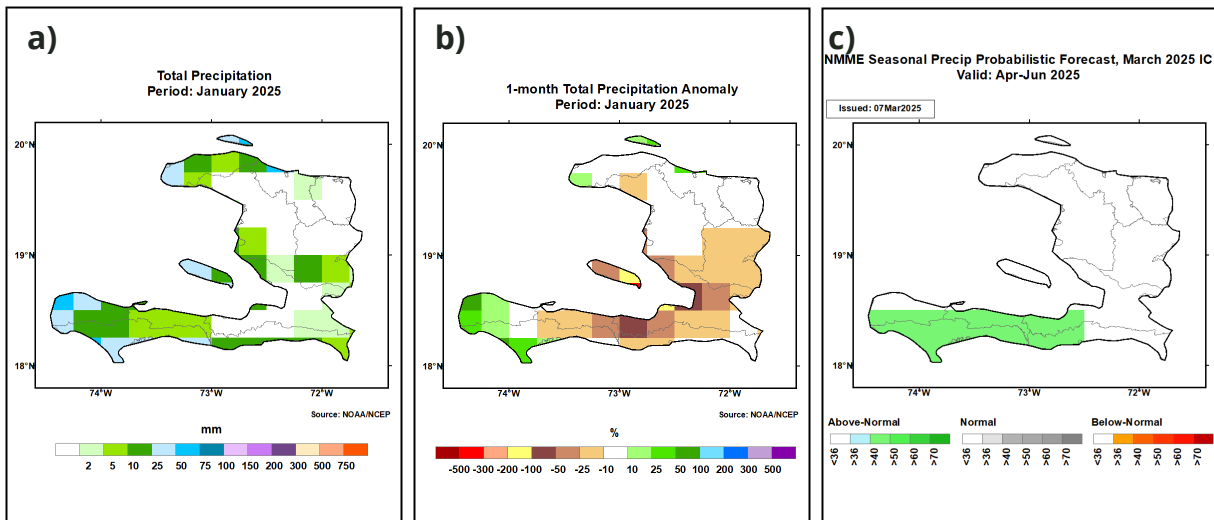 a)
Total Precipitation
Period: January 2025
20°N
19°N
18°N
74°W 73°W 72°W
Source: NOAA/NCEP
mm
2 5 10 25 50 75 100 150 200 300 500 750
b)
1-month Total Precipitation Anomaly
Period: January 2025
20°N
19°N
18°N
74°W 73°W 72°W
Source: NOAA/NCEP
%
-500 -300 -200 -100 -50 -25 -10 10 25 50 100 200 300 500
c)
NMME Seasonal Precip Probabilistic Forecast, March 2025 IC
Valid: Apr-Jun 2025
Issued: 07Mar2025
20°N
19°N
18°N
74°W 73°W 72°W
Above-Normal Normal Below-Normal
<36 >36 >40 >50 >60 >70 <36 >36 >40 >50 >60 >70 <36 >36 >40 >50 >60 >70